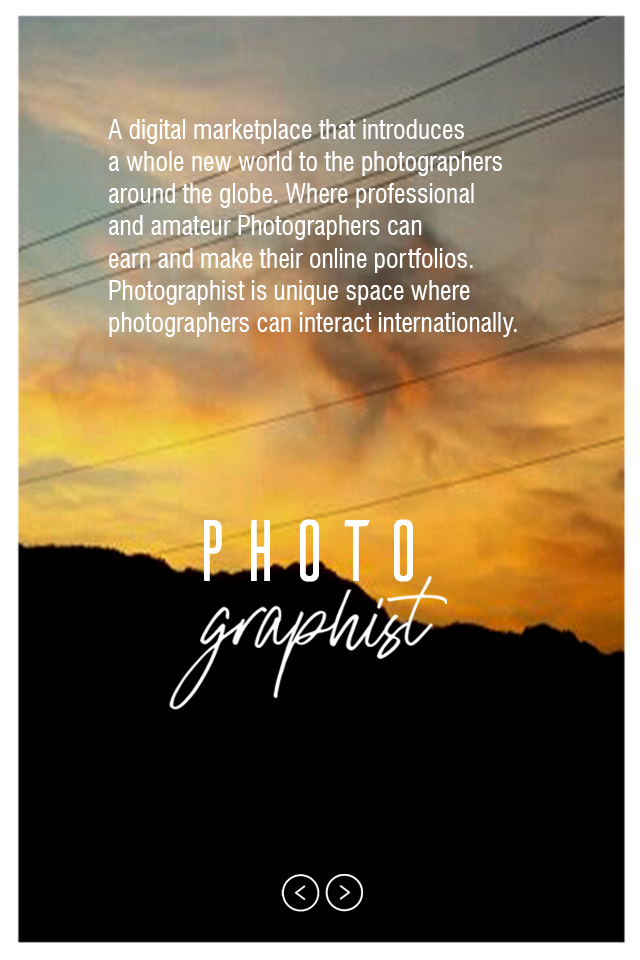 A digital marketplace that introduces
a whole new world to the photographers
around the globe. Where professional
and amateur Photographers can
earn and make their online portfolios.
Photographist is unique space where
photographers can interact internationally.
PHOTO
graphist